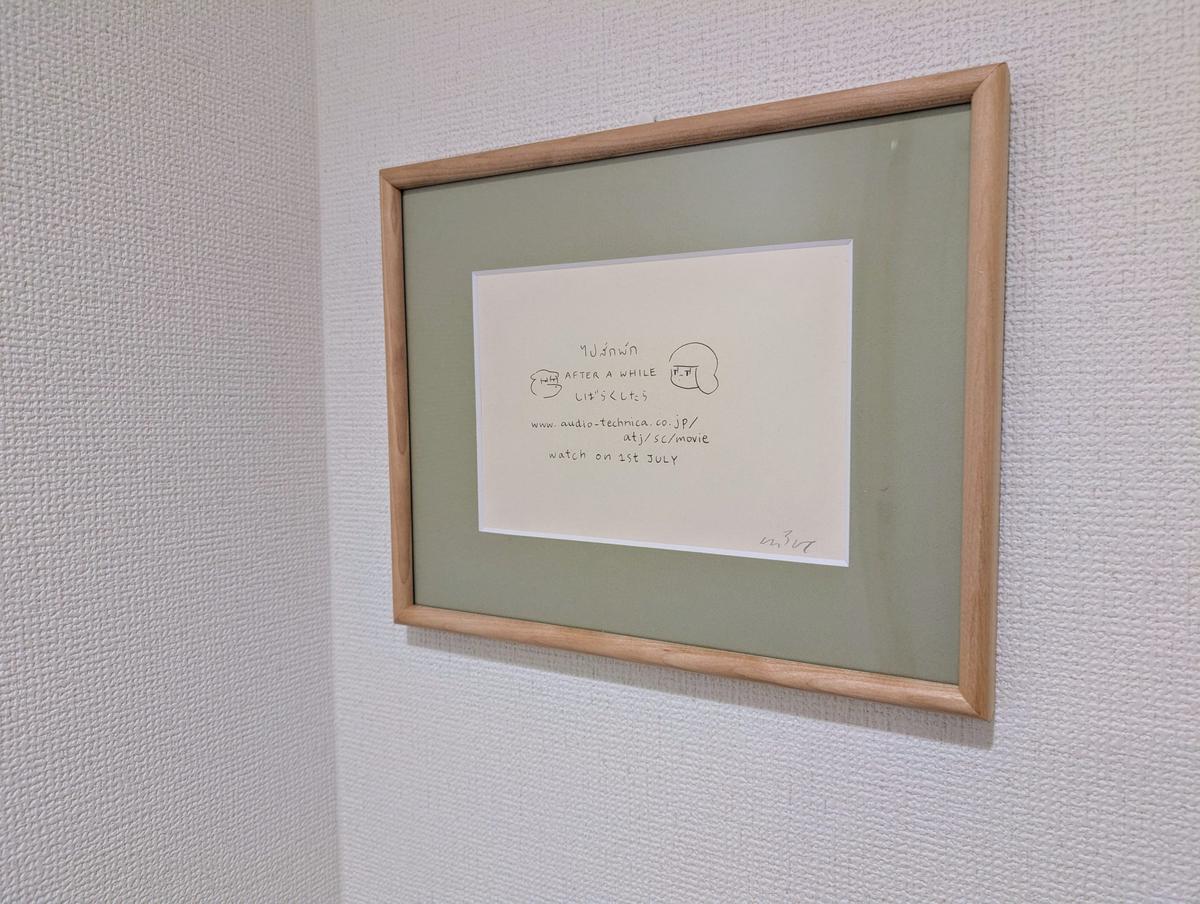 ไปสักพัก
AFTER A WHILE
しばらくしたら
www.audio-technica.co.jp/
atj/sc/movie
watch on 1st JULY